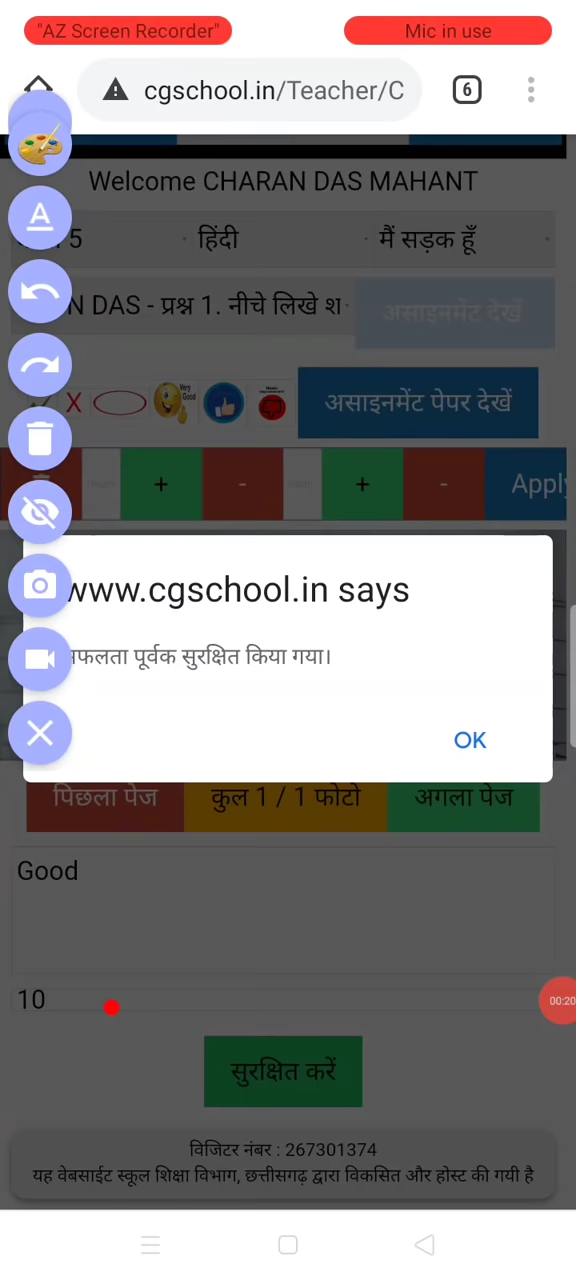 "AZ Screen Recorder"
Mic in use
cgschool.in/Teacher/C
6
Welcome CHARAN DAS MAHANT
5
हिंदी
मैं सड़क हूँ
N DAS - प्रश्न 1. नीचे लिखे श
असाइनमेंट देखें
Very Good
असाइनमेंट पेपर देखें
+
-
+
-
Apply
www.cgschool.in says
सफलता पूर्वक सुरक्षित किया गया।
OK
पिछला पेज
कुल 1 / 1 फोटो
अगला पेज
Good
10
00:20
सुरक्षित करें
विजिटर नंबर : 267301374
यह वेबसाईट स्कूल शिक्षा विभाग, छत्तीसगढ़ द्वारा विकसित और होस्ट की गयी है